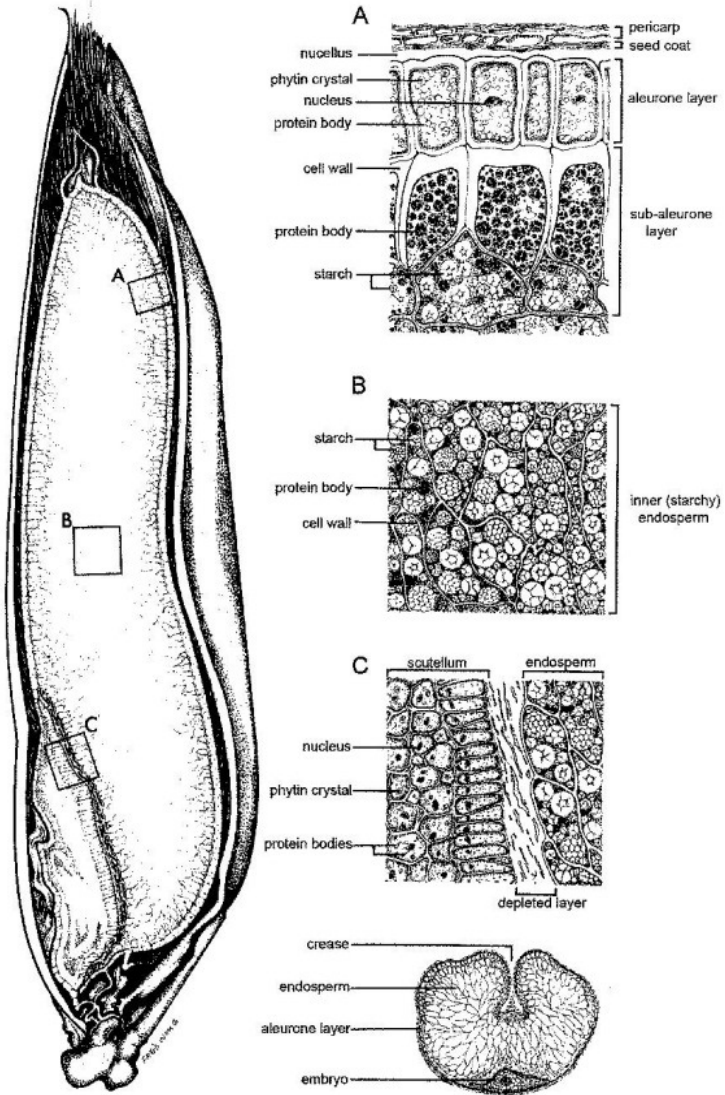 A
pericarp
seed coat
nucellus
phytin crystal
nucleus
protein body
aleurone layer
cell wall
protein body
starch
sub-aleurone
layer
A
B
starch
protein body
cell wall
inner (starchy)
endosperm
B
C
scutellum
endosperm
nucleus
phytin crystal
protein bodies
depleted layer
C
crease
endosperm
aleurone layer
embryo